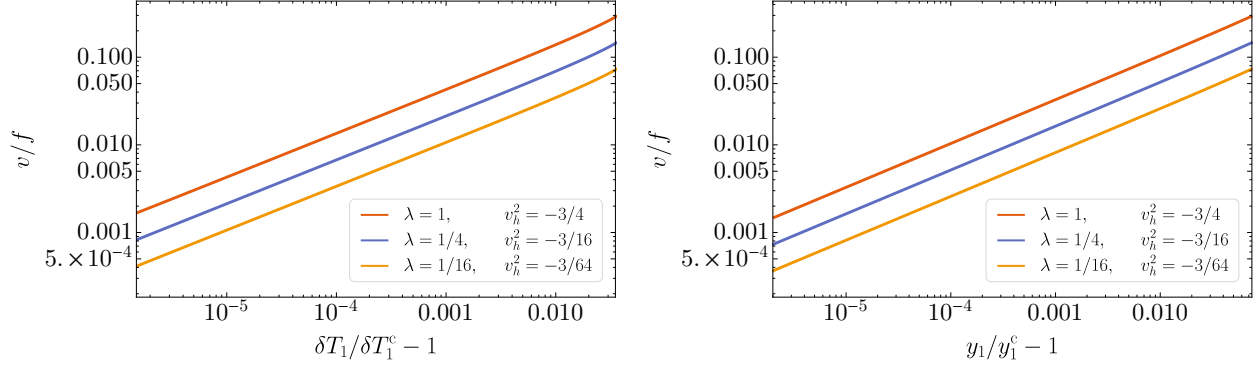 v/f
0.100
0.050
0.010
0.005
0.001
5.×10⁻⁴
λ = 1, v_h² = −3/4
λ = 1/4, v_h² = −3/16
λ = 1/16, v_h² = −3/64
10⁻⁵ 10⁻⁴ 0.001 0.010
δT₁/δT₁ᶜ − 1
v/f
0.100
0.050
0.010
0.005
0.001
5.×10⁻⁴
λ = 1, v_h² = −3/4
λ = 1/4, v_h² = −3/16
λ = 1/16, v_h² = −3/64
10⁻⁵ 10⁻⁴ 0.001 0.010
y₁/y₁ᶜ − 1